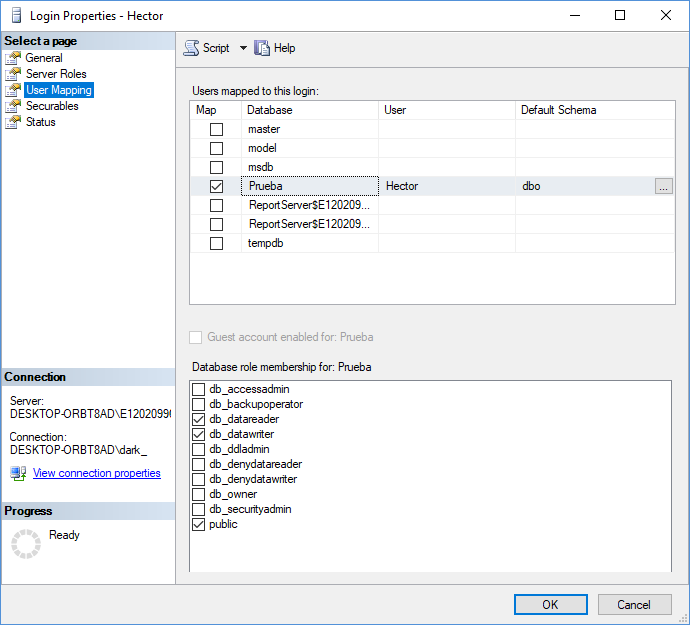 Login Properties - Hector
Select a page
General
Server Roles
User Mapping
Securables
Status
Script
Help
Users mapped to this login:
Map Database User Default Schema
master
model
msdb
Prueba Hector dbo ...
ReportServer$E120209...
ReportServer$E120209...
tempdb
Guest account enabled for: Prueba
Database role membership for: Prueba
db_accessadmin
db_backupoperator
db_datareader
db_datawriter
db_ddladmin
db_denydatareader
db_denydatawriter
db_owner
db_securityadmin
public
Connection
Server:
DESKTOP-ORBT8AD\E1202090
Connection:
DESKTOP-ORBT8AD\dark_
View connection properties
Progress
Ready
OK
Cancel